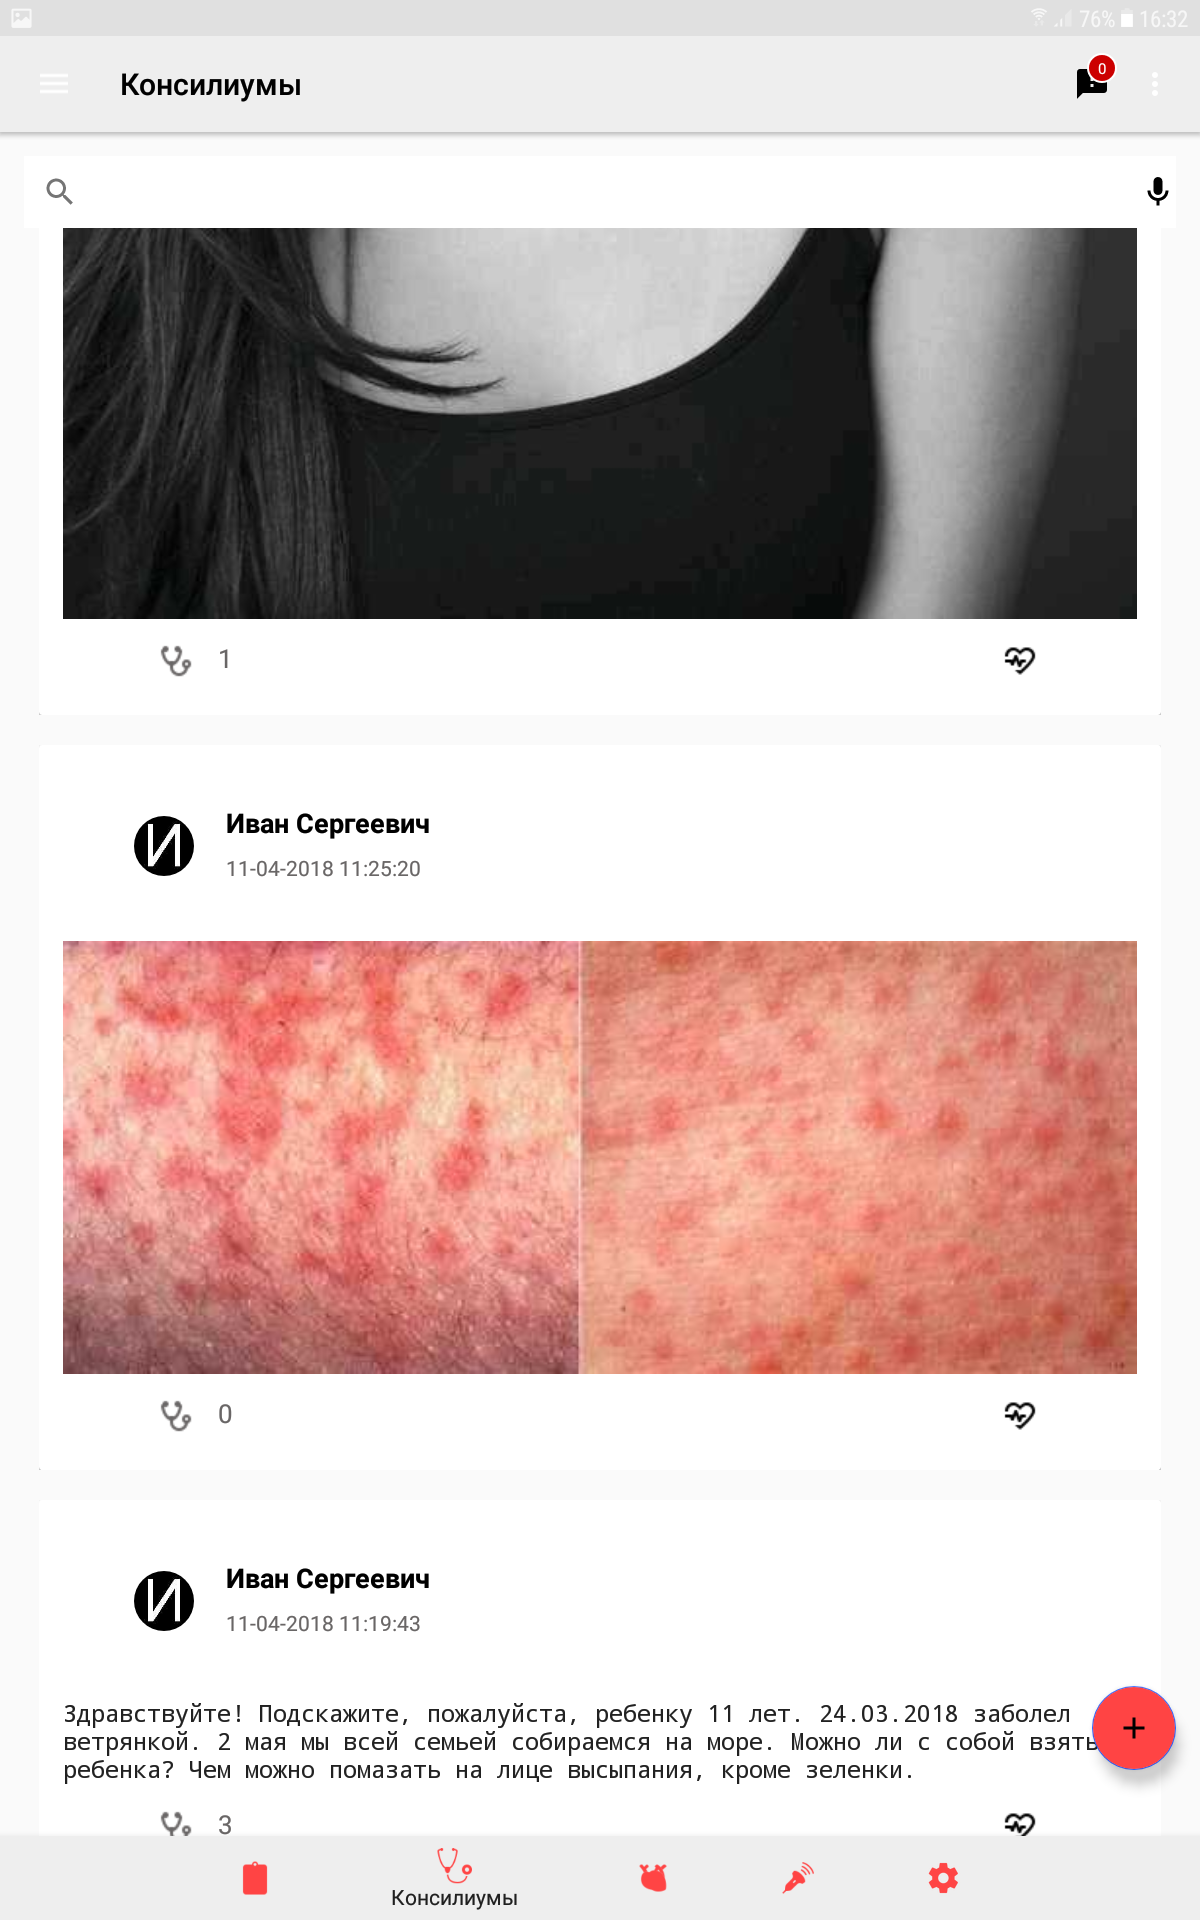 76% 16:32
Консилиумы
0
1
Иван Сергеевич
11-04-2018 11:25:20
0
Иван Сергеевич
11-04-2018 11:19:43
Здравствуйте! Подскажите, пожалуйста, ребенку 11 лет. 24.03.2018 заболел
ветрянкой. 2 мая мы всей семьей собираемся на море. Можно ли с собой взять
ребенка? Чем можно помазать на лице высыпания, кроме зеленки.
3
Консилиумы